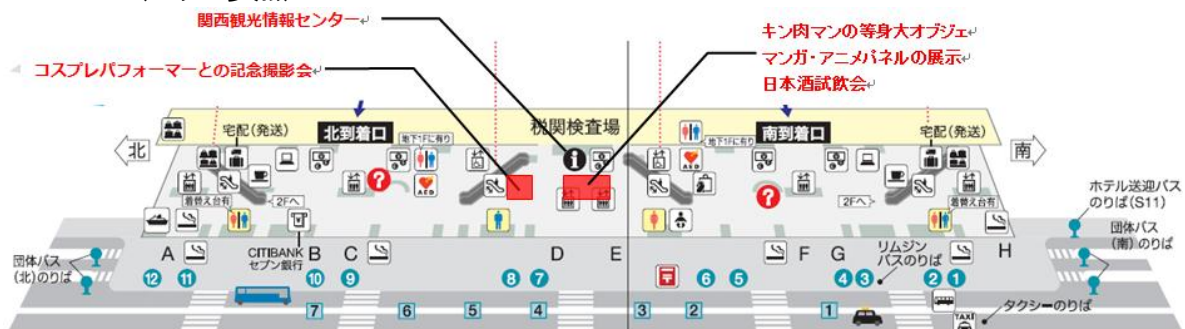 関西観光情報センター
キン肉マンの等身大オブジェ
マンガ・アニメパネルの展示
日本酒試飲会
コスプレパフォーマーとの記念撮影会
宅配(発送)
北到着口
地下1Fに有り
税関検査場
地下1Fに有り
南到着口
宅配(発送)
北
南
AED
AED
着替え台有
2Fへ
2Fへ
着替え台有
ホテル送迎バス
のりば(S11)
団体バス
(北)のりば
A
CITIBANK
セブン銀行
B
C
D
E
F
G
リムジン
バスのりば
H
団体バス
(南)のりば
12
11
10
9
8
7
6
5
4
3
2
1
7
6
5
4
3
2
1
TAXI
タクシーのりば